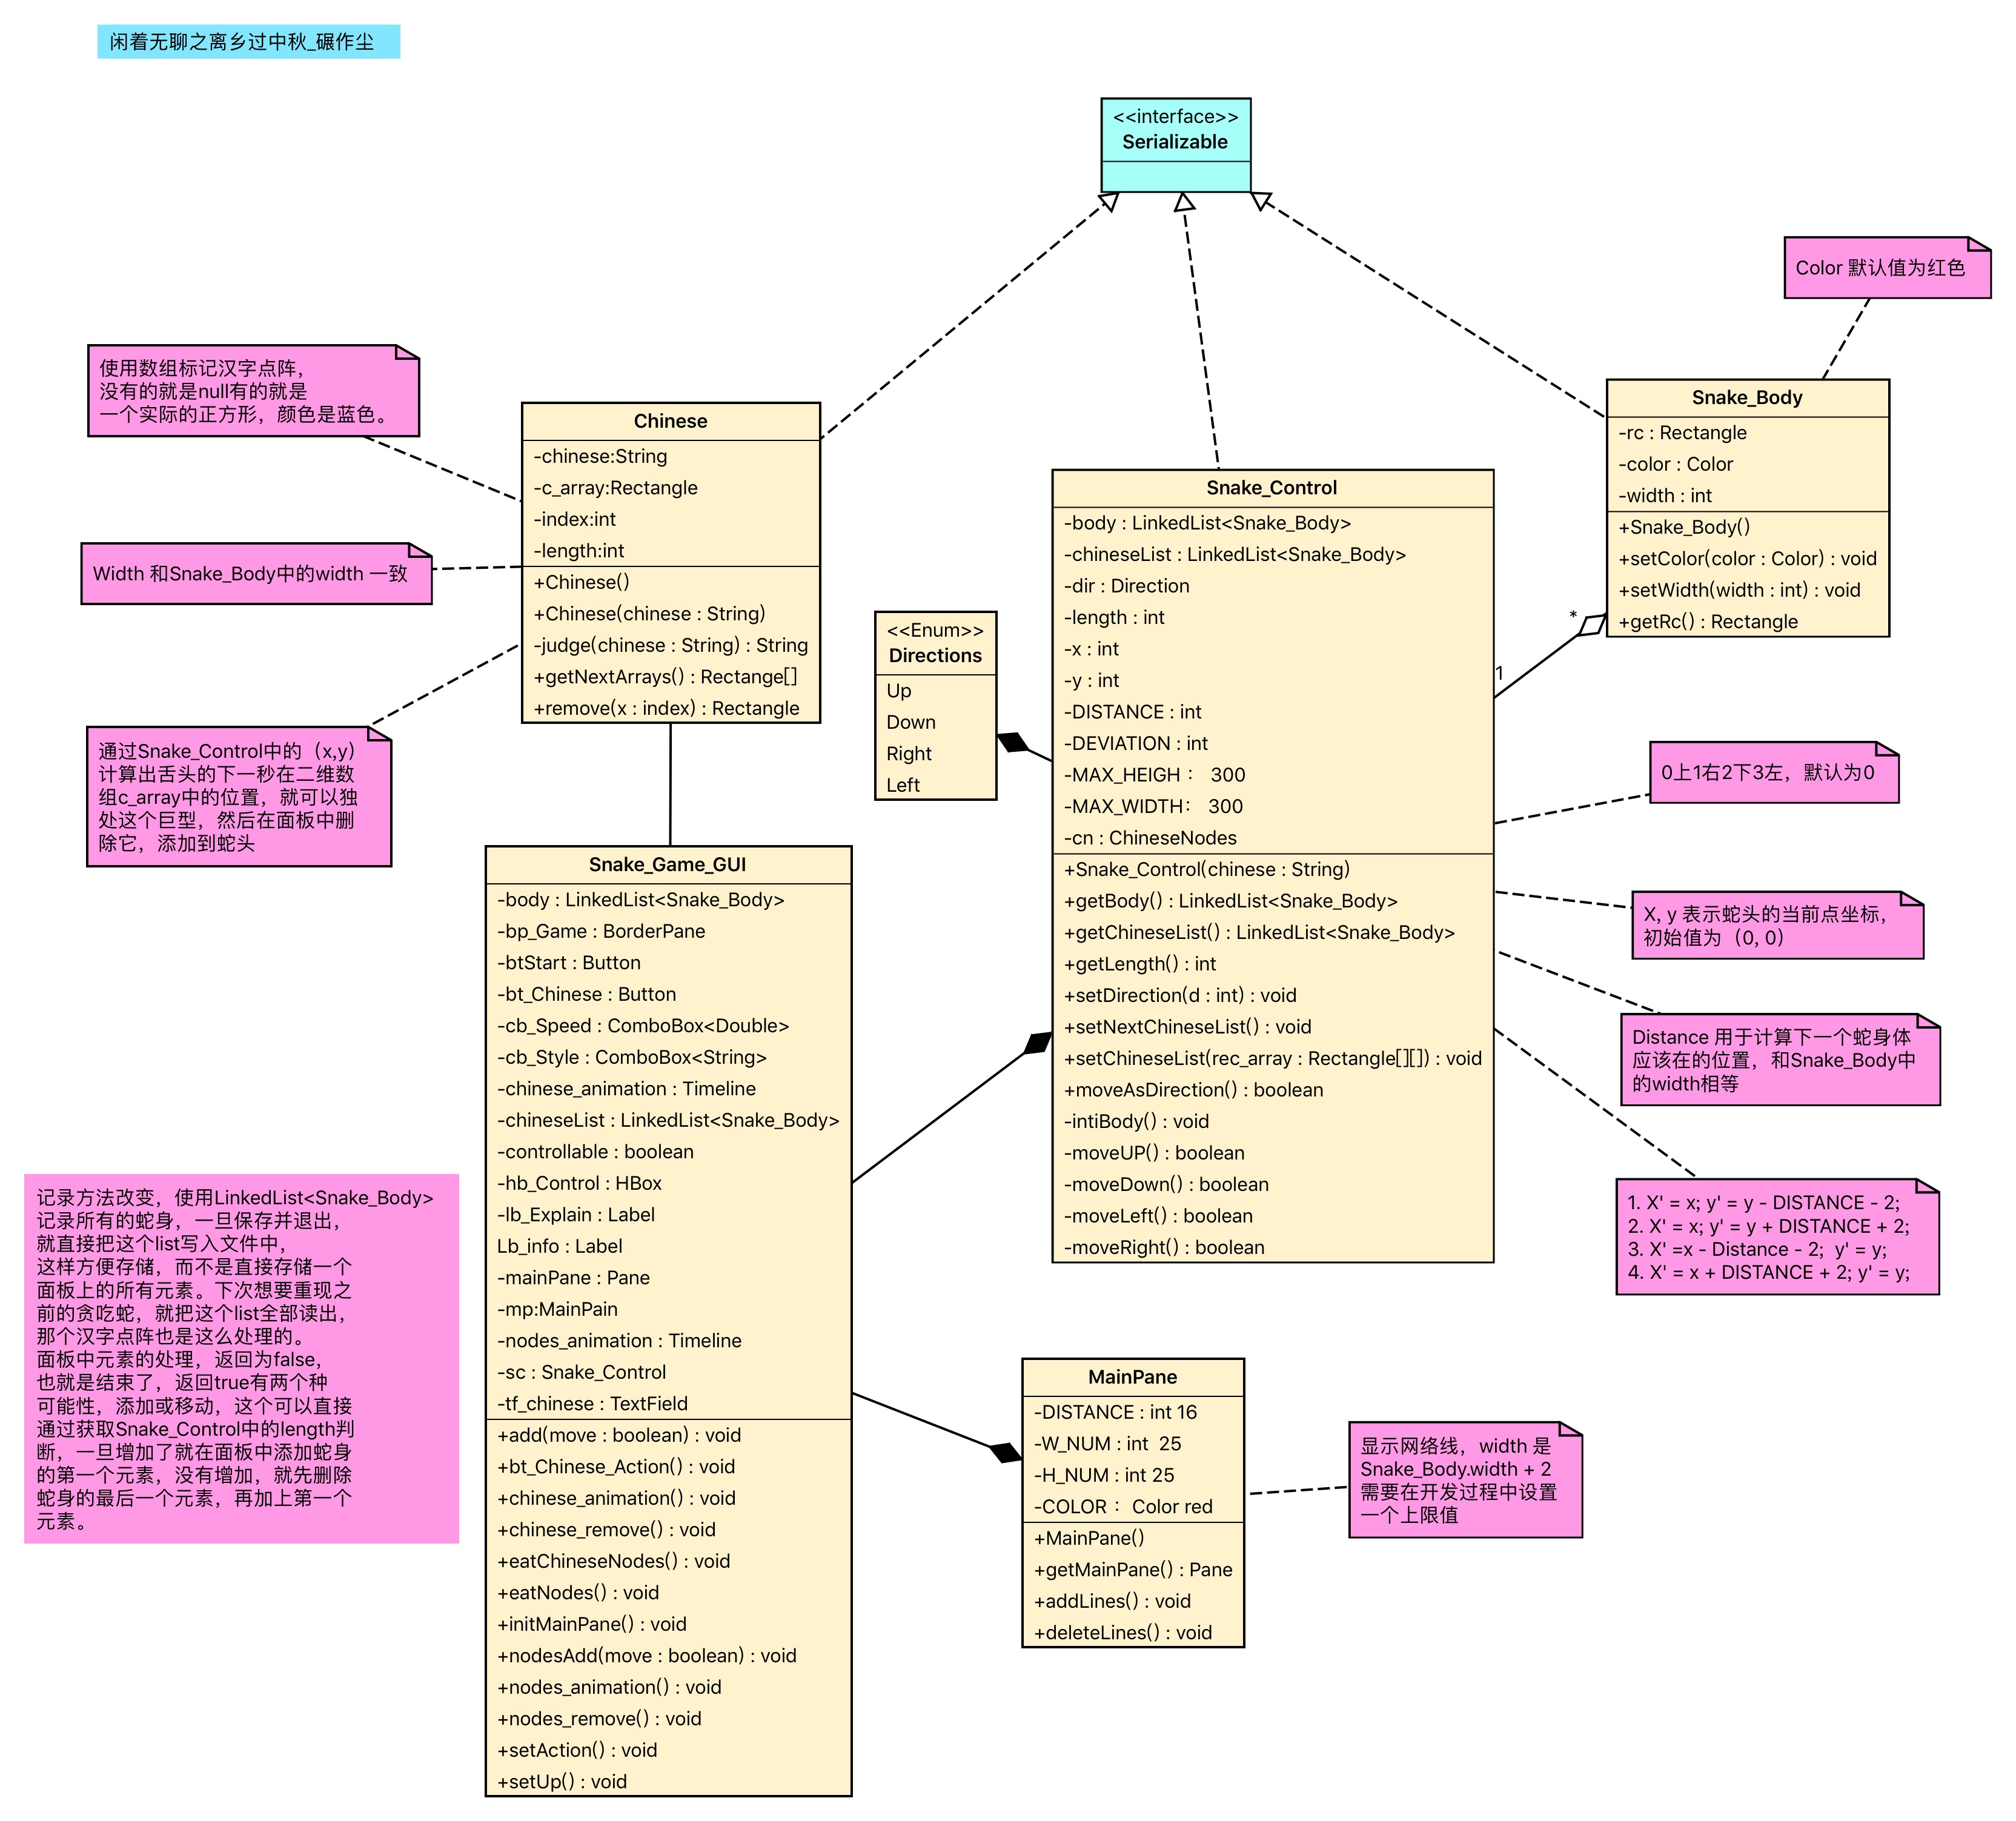 闲着无聊之离乡过中秋_碾作尘
<<interface>>
Serializable
Color 默认值为红色
使用数组标记汉字点阵，
没有的就是null有的就是
一个实际的正方形，颜色是蓝色。
Width 和Snake_Body中的width 一致
通过Snake_Control中的（x,y）
计算出舌头的下一秒在二维数
组c_array中的位置，就可以独
处这个巨型，然后在面板中删
除它，添加到蛇头
Chinese
-chinese:String
-c_array:Rectangle
-index:int
-length:int
+Chinese()
+Chinese(chinese : String)
-judge(chinese : String) : String
+getNextArrays() : Rectange[]
+remove(x : index) : Rectangle
<<Enum>>
Directions
Up
Down
Right
Left
Snake_Control
-body : LinkedList<Snake_Body>
-chineseList : LinkedList<Snake_Body>
-dir : Direction
-length : int
-x : int
-y : int
-DISTANCE : int
-DEVIATION : int
-MAX_HEIGH： 300
-MAX_WIDTH： 300
-cn : ChineseNodes
+Snake_Control(chinese : String)
+getBody() : LinkedList<Snake_Body>
+getChineseList() : LinkedList<Snake_Body>
+getLength() : int
+setDirection(d : int) : void
+setNextChineseList() : void
+setChineseList(rec_array : Rectangle[][]) : void
+moveAsDirection() : boolean
-intiBody() : void
-moveUP() : boolean
-moveDown() : boolean
-moveLeft() : boolean
-moveRight() : boolean
Snake_Body
-rc : Rectangle
-color : Color
-width : int
+Snake_Body()
+setColor(color : Color) : void
+setWidth(width : int) : void
+getRc() : Rectangle
*
1
0上1右2下3左，默认为0
X, y 表示蛇头的当前点坐标，
初始值为（0, 0）
Distance 用于计算下一个蛇身体
应该在的位置，和Snake_Body中
的width相等
1. X' = x; y' = y - DISTANCE - 2;
2. X' = x; y' = y + DISTANCE + 2;
3. X' =x - Distance - 2; y' = y;
4. X' = x + DISTANCE + 2; y' = y;
Snake_Game_GUI
-body : LinkedList<Snake_Body>
-bp_Game : BorderPane
-btStart : Button
-bt_Chinese : Button
-cb_Speed : ComboBox<Double>
-cb_Style : ComboBox<String>
-chinese_animation : Timeline
-chineseList : LinkedList<Snake_Body>
-controllable : boolean
-hb_Control : HBox
-lb_Explain : Label
Lb_info : Label
-mainPane : Pane
-mp:MainPain
-nodes_animation : Timeline
-sc : Snake_Control
-tf_chinese : TextField
+add(move : boolean) : void
+bt_Chinese_Action() : void
+chinese_animation() : void
+chinese_remove() : void
+eatChineseNodes() : void
+eatNodes() : void
+initMainPane() : void
+nodesAdd(move : boolean) : void
+nodes_animation() : void
+nodes_remove() : void
+setAction() : void
+setUp() : void
记录方法改变，使用LinkedList<Snake_Body>
记录所有的蛇身，一旦保存并退出，
就直接把这个list写入文件中，
这样方便存储，而不是直接存储一个
面板上的所有元素。下次想要重现之
前的贪吃蛇，就把这个list全部读出，
那个汉字点阵也是这么处理的。
面板中元素的处理，返回为false，
也就是结束了，返回true有两个种
可能性，添加或移动，这个可以直接
通过获取Snake_Control中的length判
断，一旦增加了就在面板中添加蛇身
的第一个元素，没有增加，就先删除
蛇身的最后一个元素，再加上第一个
元素。
MainPane
-DISTANCE : int 16
-W_NUM : int 25
-H_NUM : int 25
-COLOR： Color red
+MainPane()
+getMainPane() : Pane
+addLines() : void
+deleteLines() : void
显示网络线，width 是
Snake_Body.width + 2
需要在开发过程中设置
一个上限值